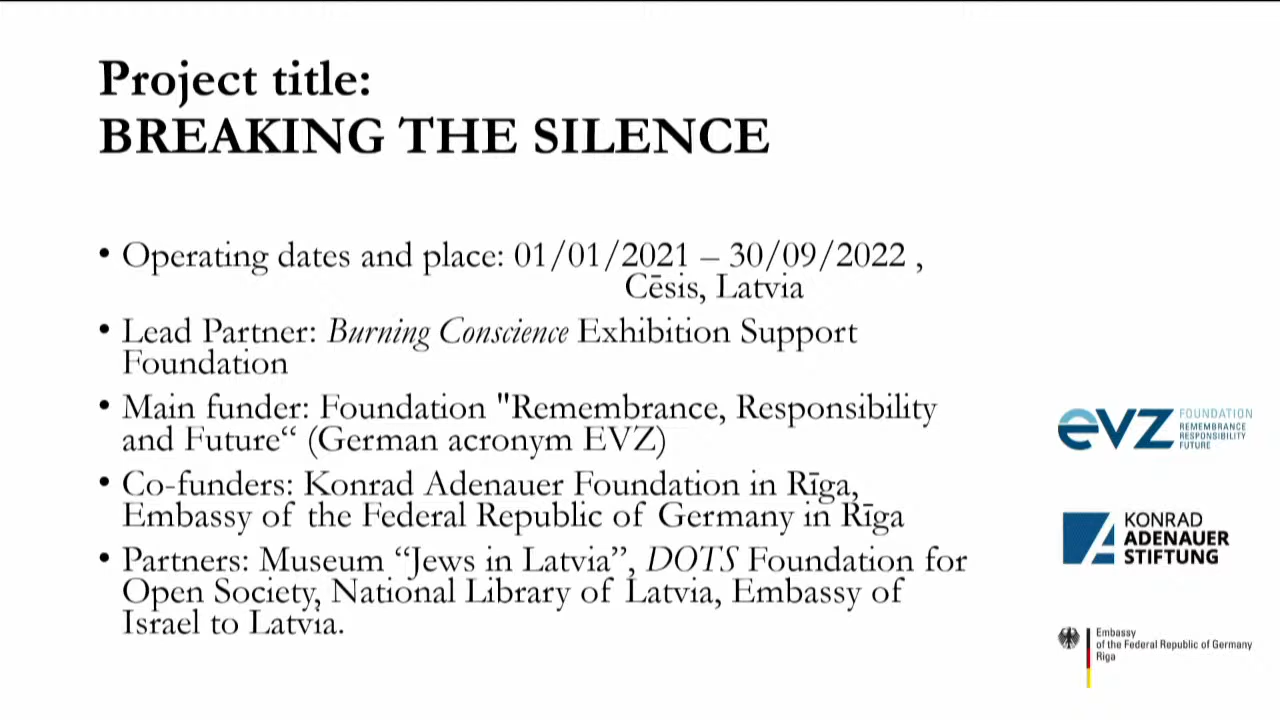 Project title:
BREAKING THE SILENCE
• Operating dates and place: 01/01/2021 – 30/09/2022 ,
Cēsis, Latvia
• Lead Partner: Burning Conscience Exhibition Support
Foundation
• Main funder: Foundation "Remembrance, Responsibility
and Future“ (German acronym EVZ)
• Co-funders: Konrad Adenauer Foundation in Rīga,
Embassy of the Federal Republic of Germany in Rīga
• Partners: Museum “Jews in Latvia”, DOTS Foundation for
Open Society, National Library of Latvia, Embassy of
Israel to Latvia.
eVZ
FOUNDATION
REMEMBRANCE
RESPONSIBILITY
FUTURE
KONRAD
ADENAUER
STIFTUNG
Embassy
of the Federal Republic of Germany
Riga